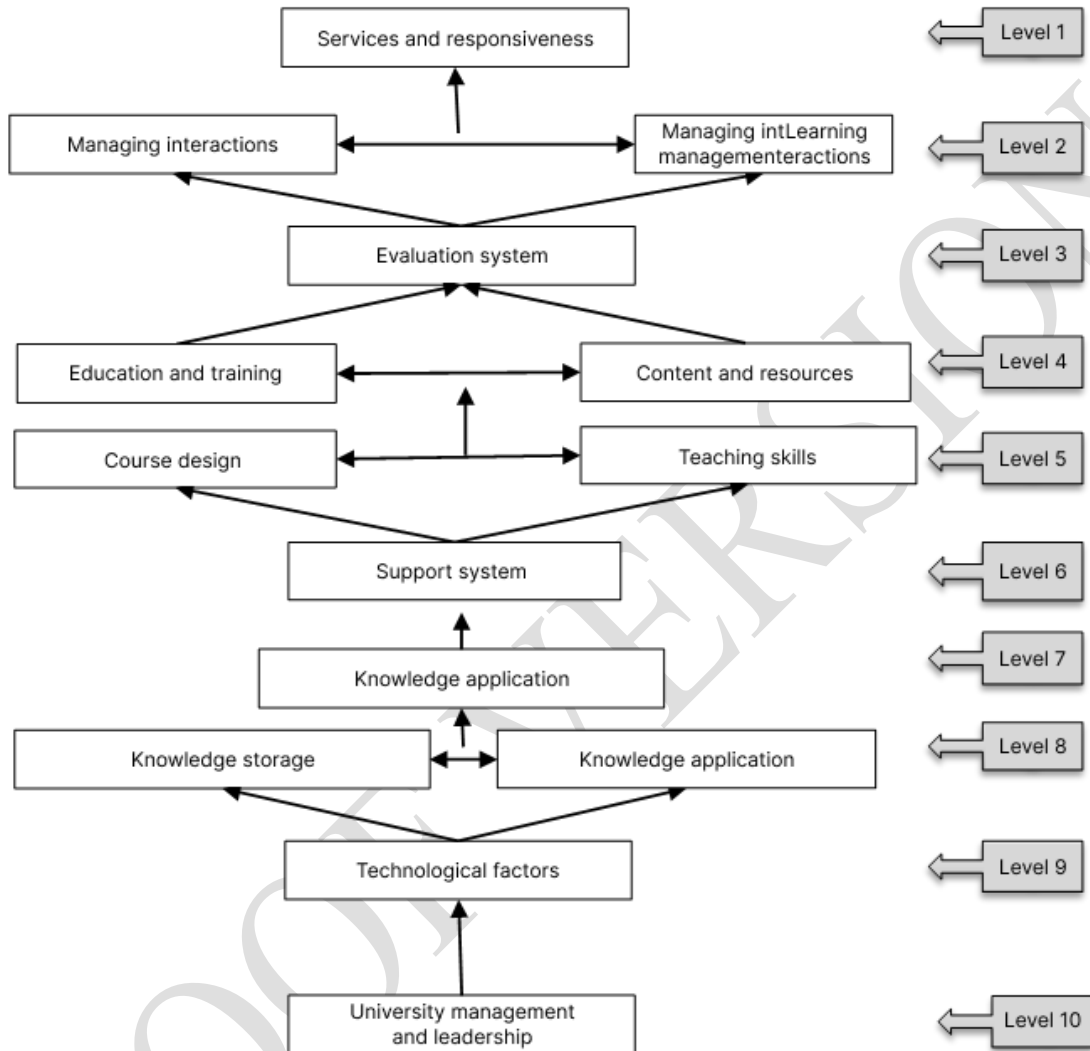 Services and responsiveness
Level 1
Managing interactions
Managing intLearning
managementeractions
Level 2
Evaluation system
Level 3
Education and training
Content and resources
Level 4
Course design
Teaching skills
Level 5
Support system
Level 6
Knowledge application
Level 7
Knowledge storage
Knowledge application
Level 8
Technological factors
Level 9
University management
and leadership
Level 10
OOF VERSION